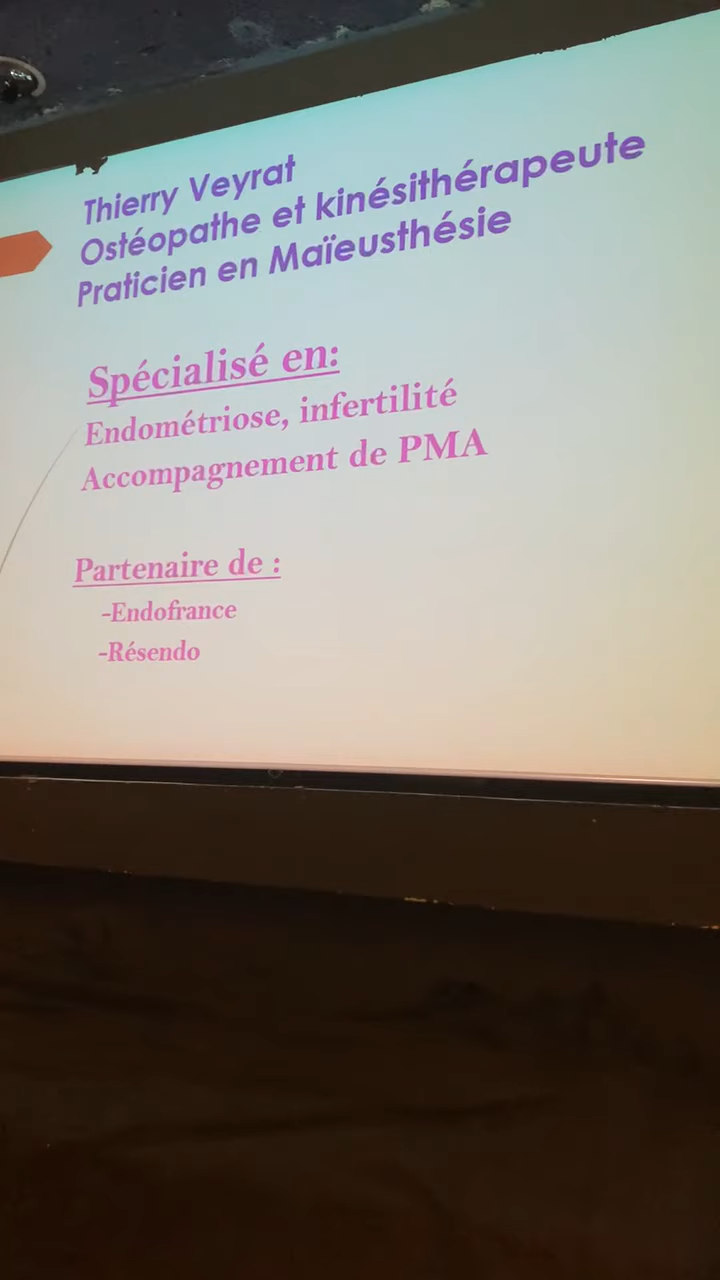 Thierry Veyrat
Ostéopathe et kinésithérapeute
Praticien en Maïeusthésie
Spécialisé en:
Endométriose, infertilité
Accompagnement de PMA
Partenaire de :
-Endofrance
-Résendo